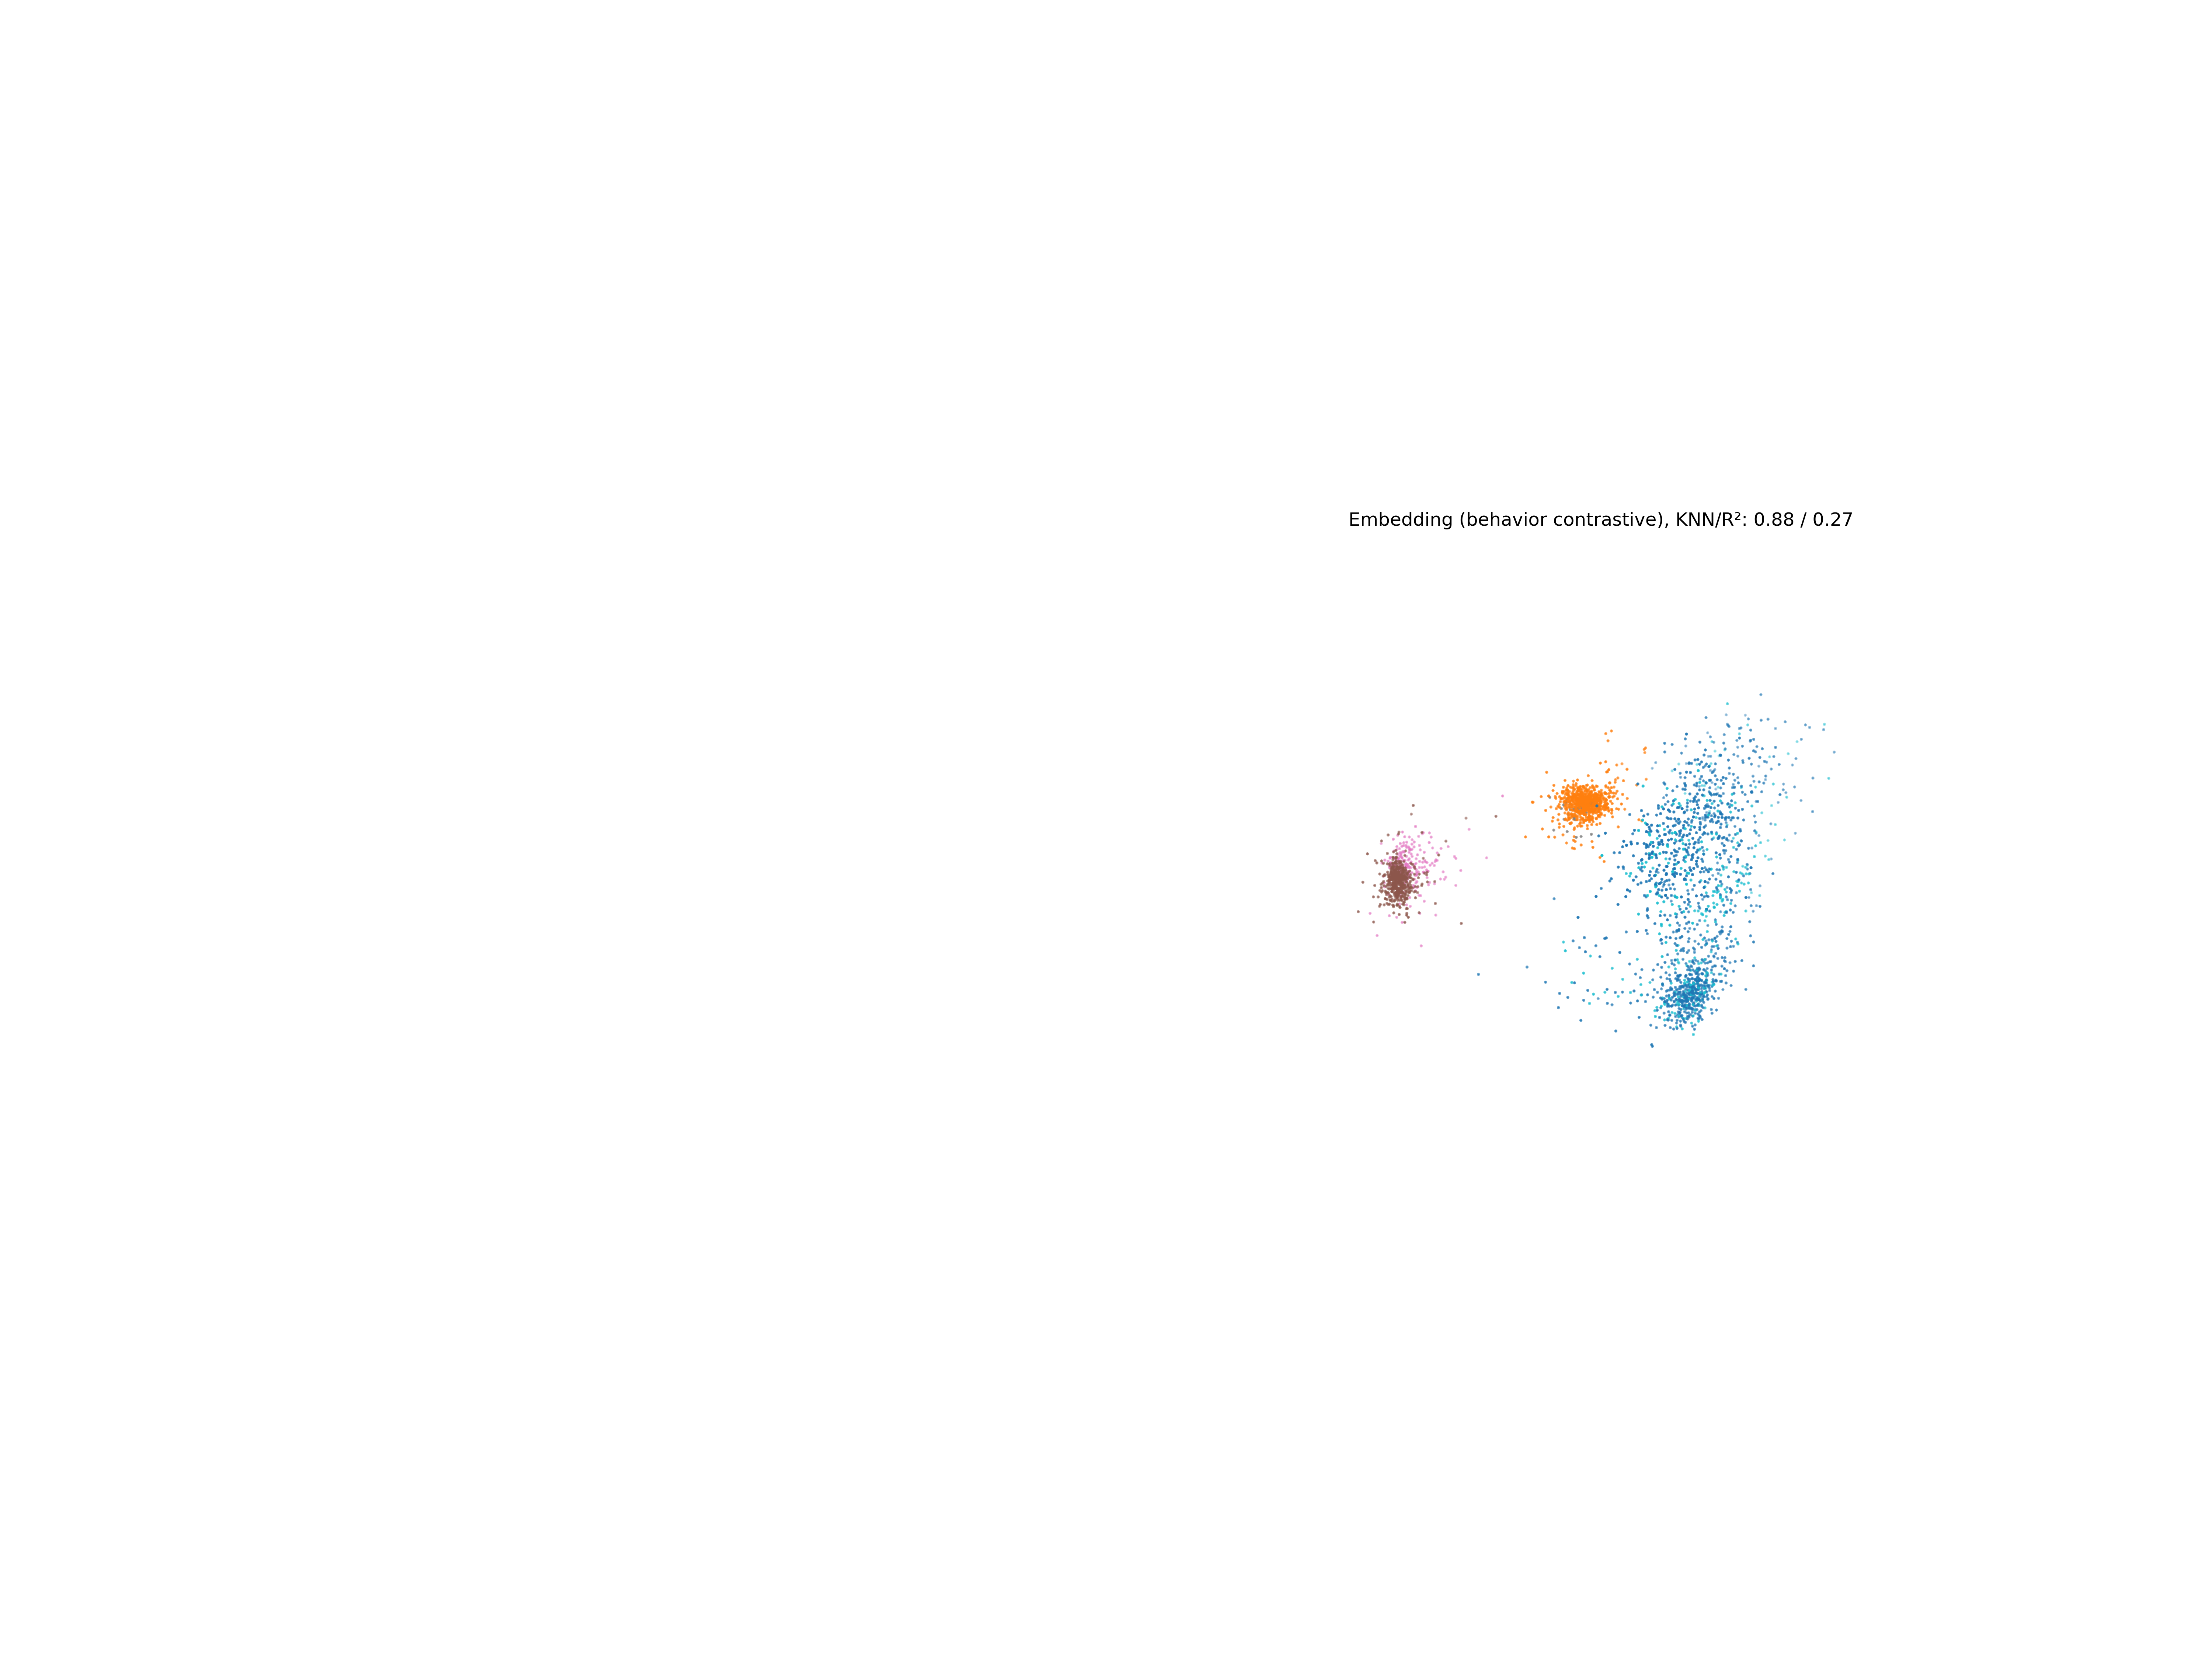 Embedding (behavior contrastive), KNN/R²: 0.88 / 0.27